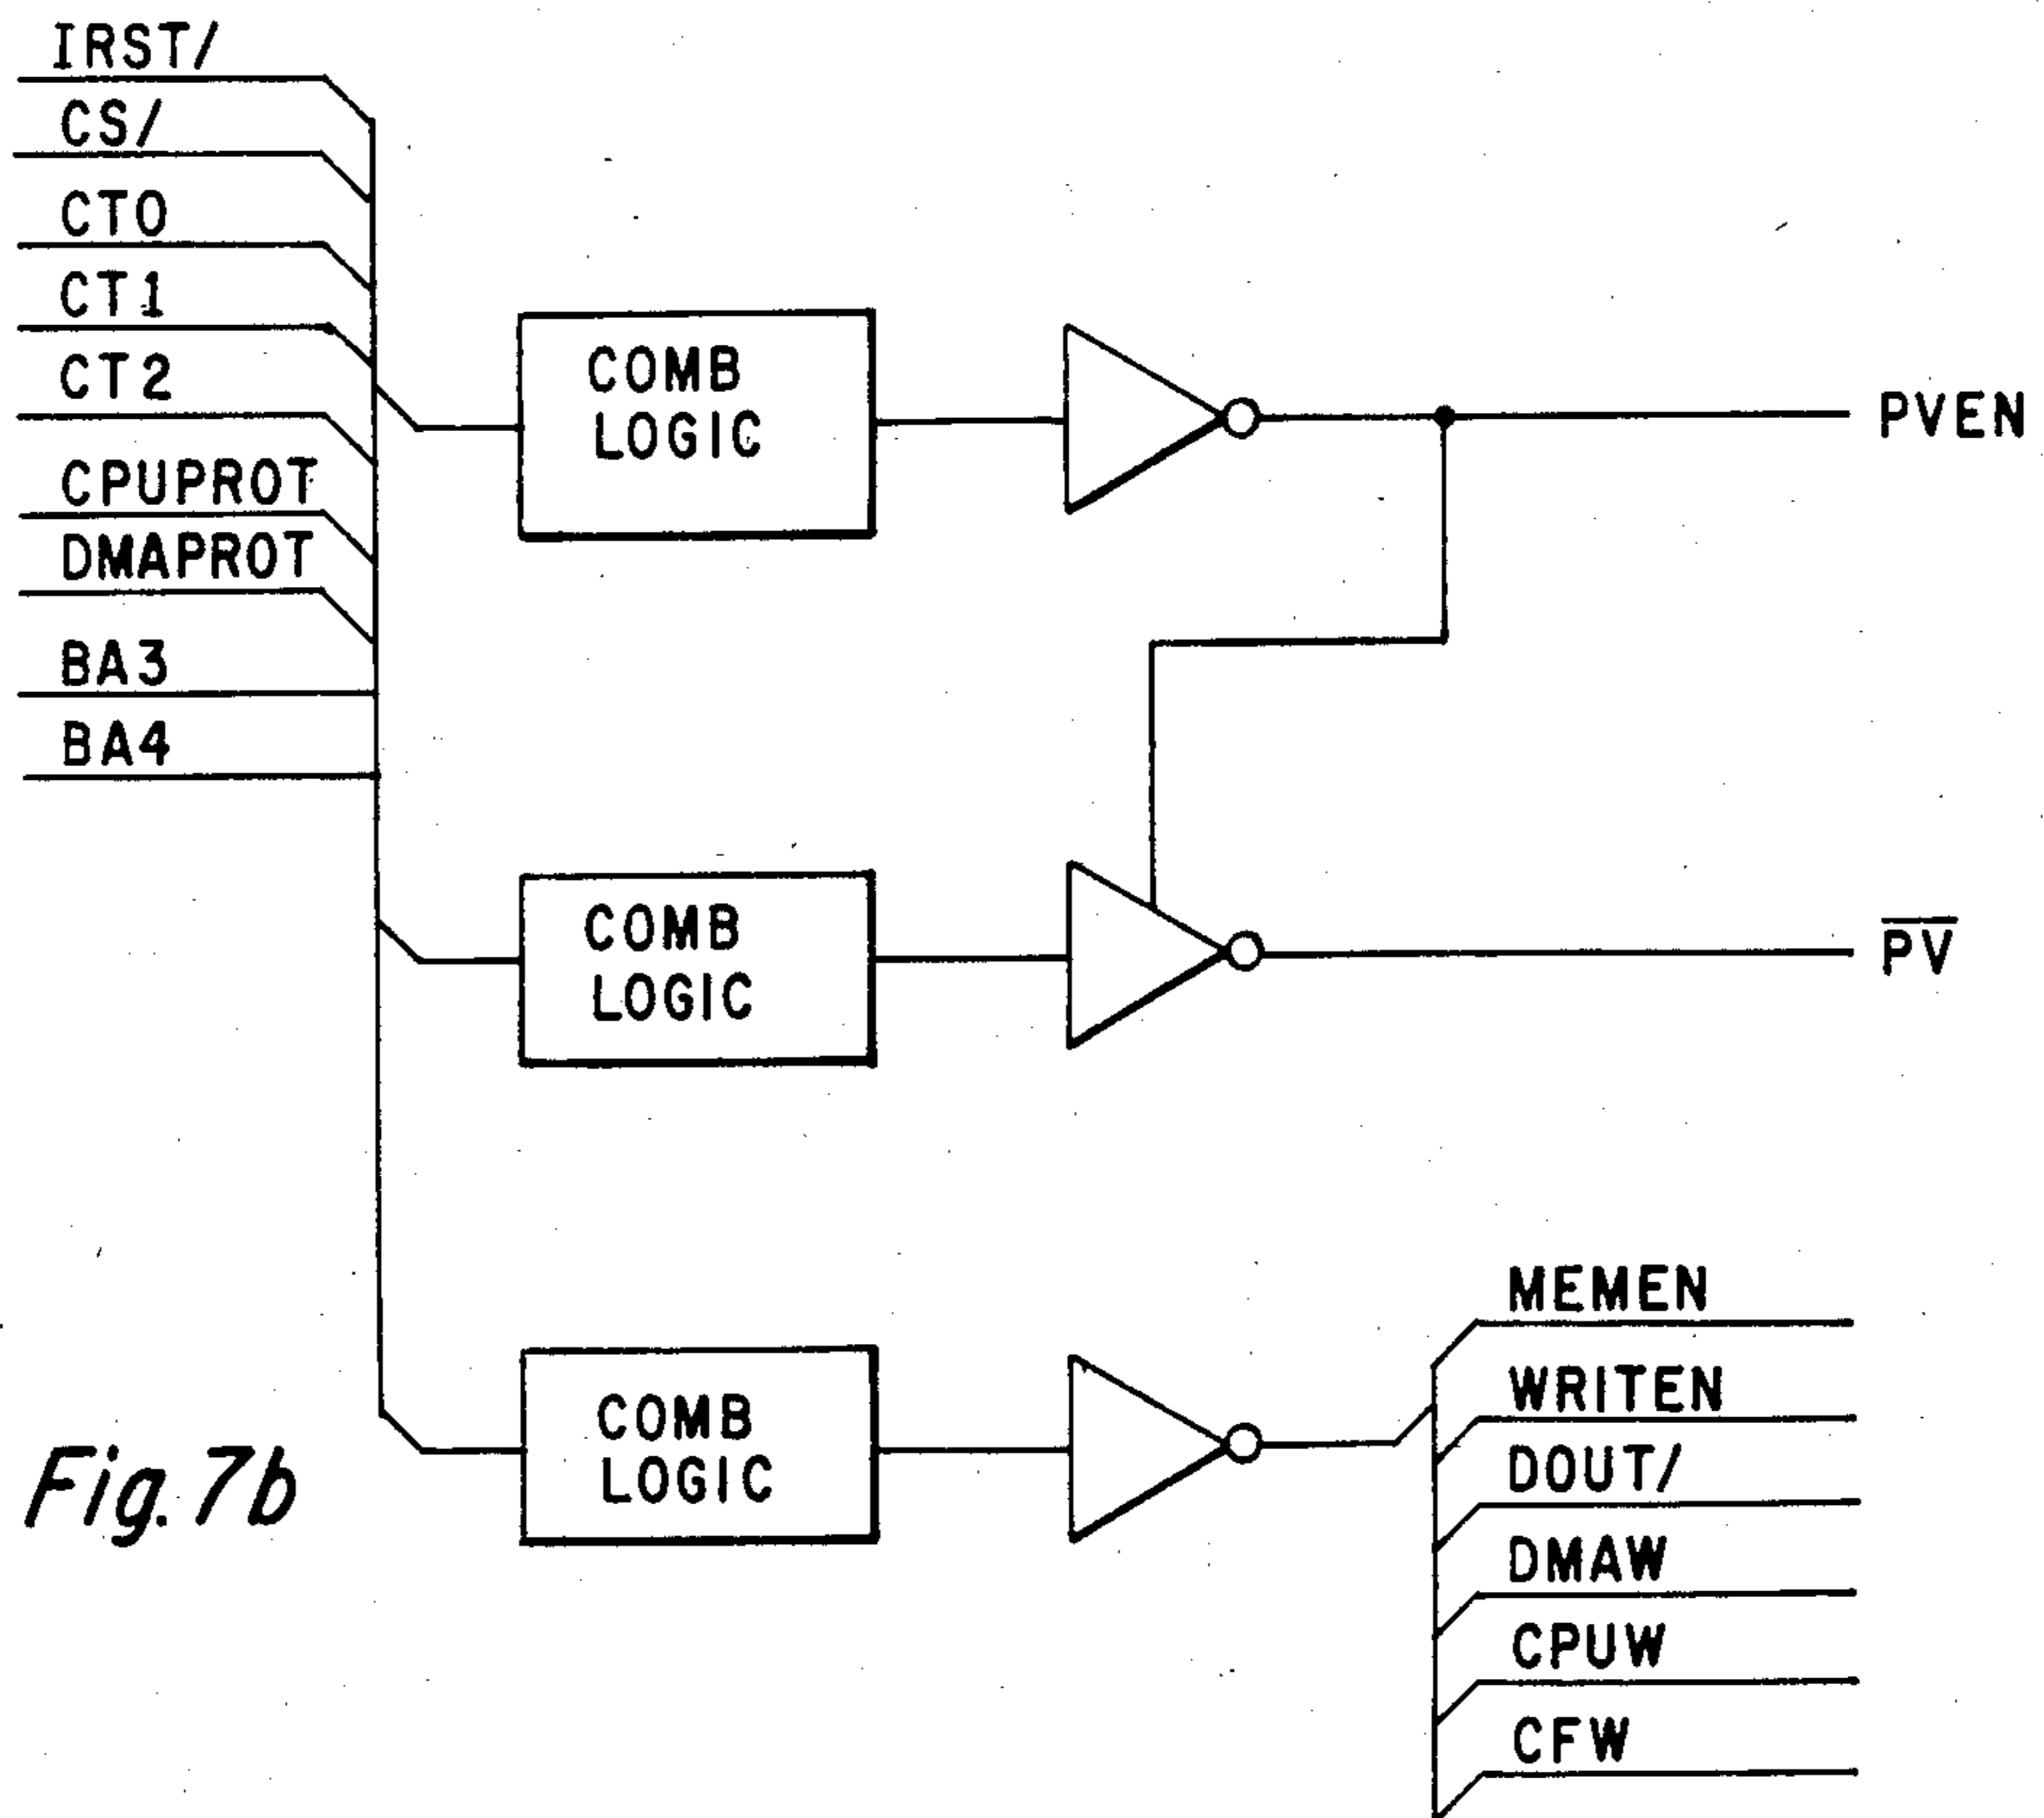 IRST/
CS/
CT0
CT1
CT2
CPUPROT
DMAPROT
BA3
BA4
COMB
LOGIC
PVEN
COMB
LOGIC
P̅V̅
COMB
LOGIC
MEMEN
WRITEN
DOUT/
DMAW
CPUW
CFW
Fig. 7b